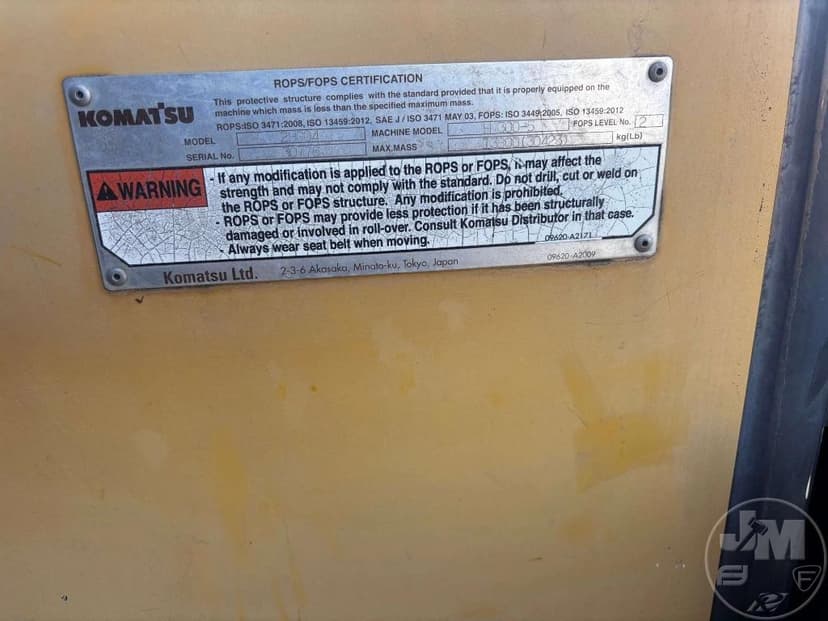 ROPS/FOPS CERTIFICATION
KOMATSU
This protective structure complies with the standard provided that it is properly equipped on the
machine which mass is less than the specified maximum mass.
ROPS:ISO 3471:2008, ISO 13459:2012, SAE J / ISO 3471 MAY 03, FOPS: ISO 3449:2005, ISO 13459:2012
MODEL MACHINE MODEL FOPS LEVEL No. 2
SERIAL No. MAX.MASS kg(Lb)
WARNING
- If any modification is applied to the ROPS or FOPS, it may affect the
strength and may not comply with the standard. Do not drill, cut or weld on
the ROPS or FOPS structure. Any modification is prohibited.
- ROPS or FOPS may provide less protection if it has been structurally
damaged or involved in roll-over. Consult Komatsu Distributor in that case.
- Always wear seat belt when moving.
09620-A2171
Komatsu Ltd. 2-3-6 Akasaka, Minato-ku, Tokyo, Japan 09620-A2009
JM